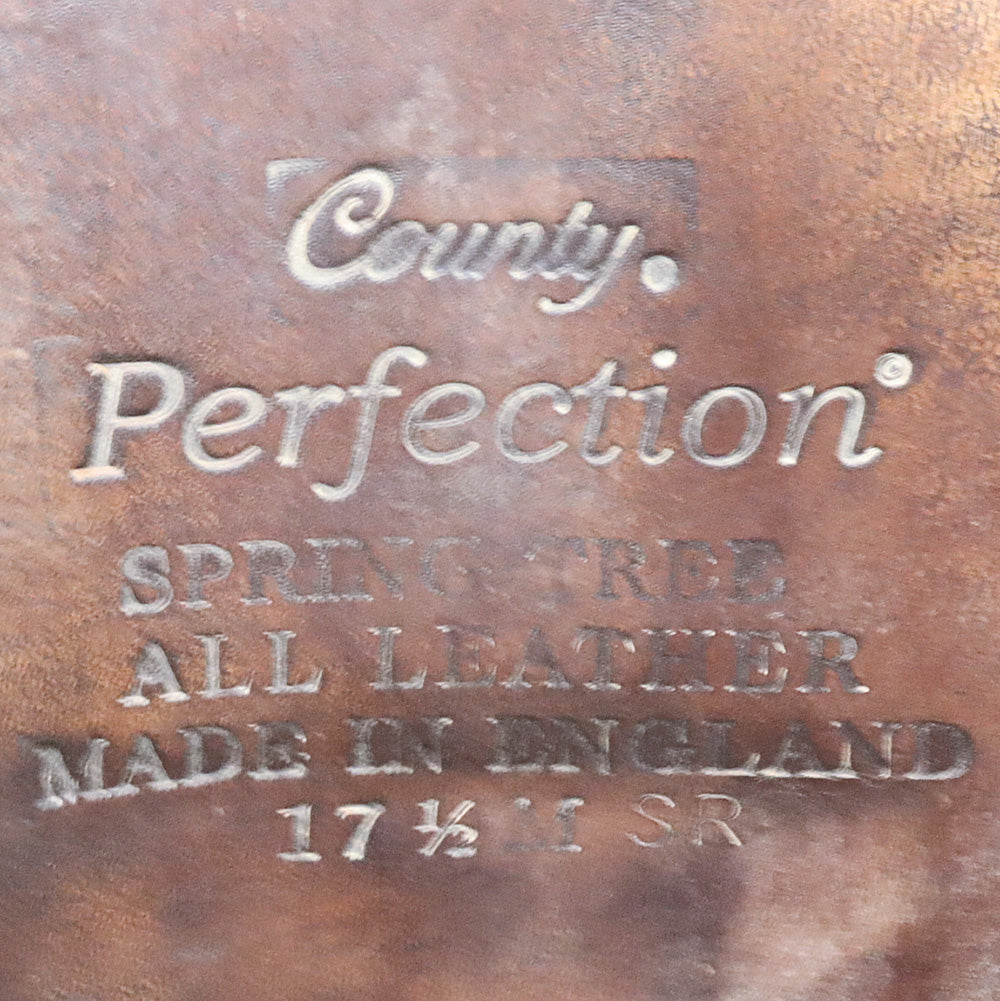 County.
Perfection®
SPRING TREE
ALL LEATHER
MADE IN ENGLAND
17 ½ M SR